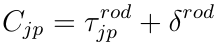 $C_{jp} = \tau_{jp}^{rod} + \delta^{rod}$